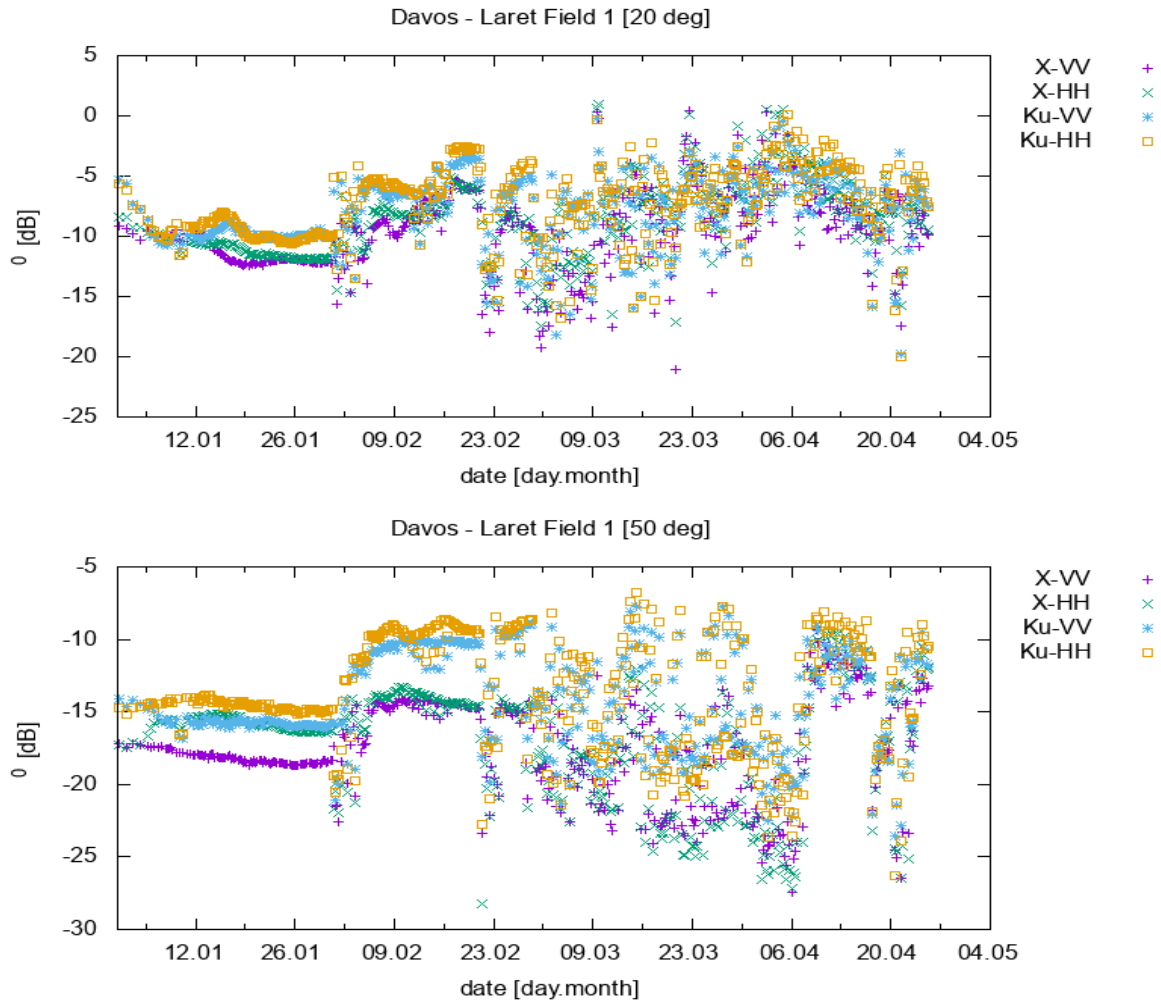 Davos - Laret Field 1 [20 deg]
5
0
-5
-10
-15
-20
-25
0 [dB]
12.01 26.01 09.02 23.02 09.03 23.03 06.04 20.04 04.05
date [day.month]
X-VV
X-HH
Ku-VV
Ku-HH
Davos - Laret Field 1 [50 deg]
-5
-10
-15
-20
-25
-30
0 [dB]
12.01 26.01 09.02 23.02 09.03 23.03 06.04 20.04 04.05
date [day.month]
X-VV
X-HH
Ku-VV
Ku-HH